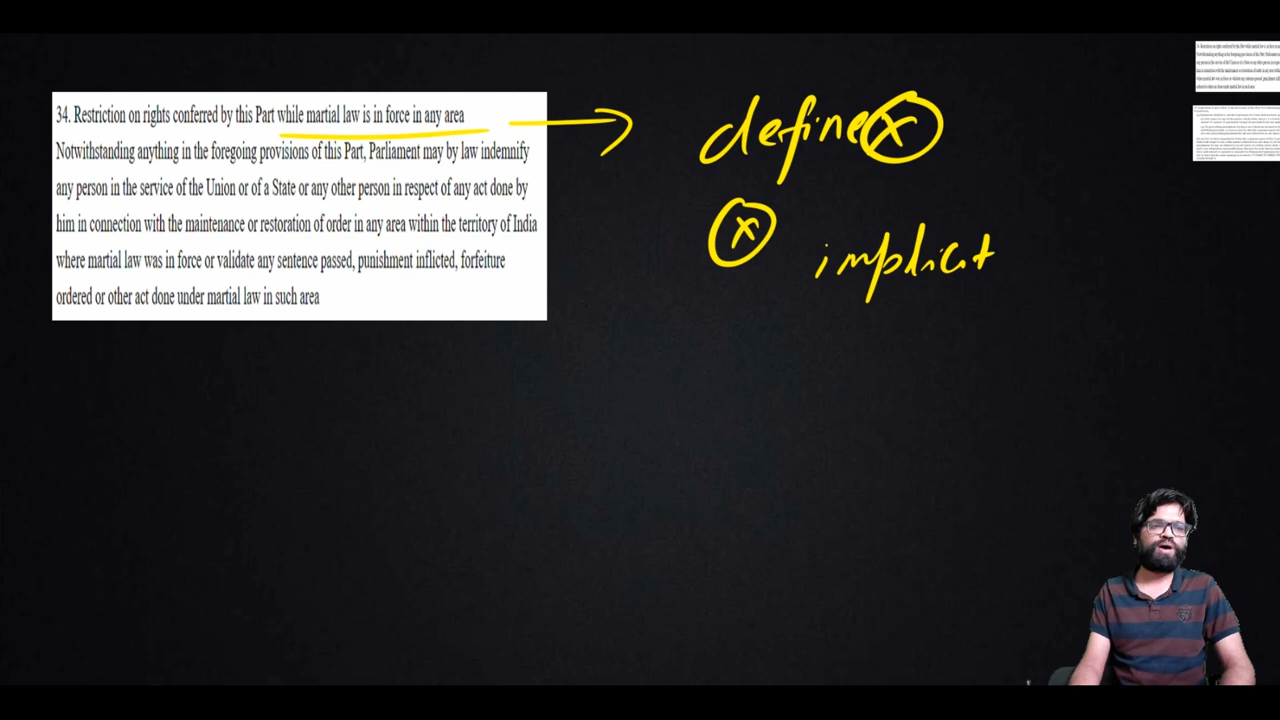 34. Restriction on rights conferred by this Part while martial law is in force in any area
Notwithstanding anything in the foregoing provisions of this Part, Parliament may by law indemnify
any person in the service of the Union or of a State or any other person in respect of any act done by
him in connection with the maintenance or restoration of order in any area within the territory of India
where martial law was in force or validate any sentence passed, punishment inflicted, forfeiture
ordered or other act done under martial law in such area
define x
x
implicit